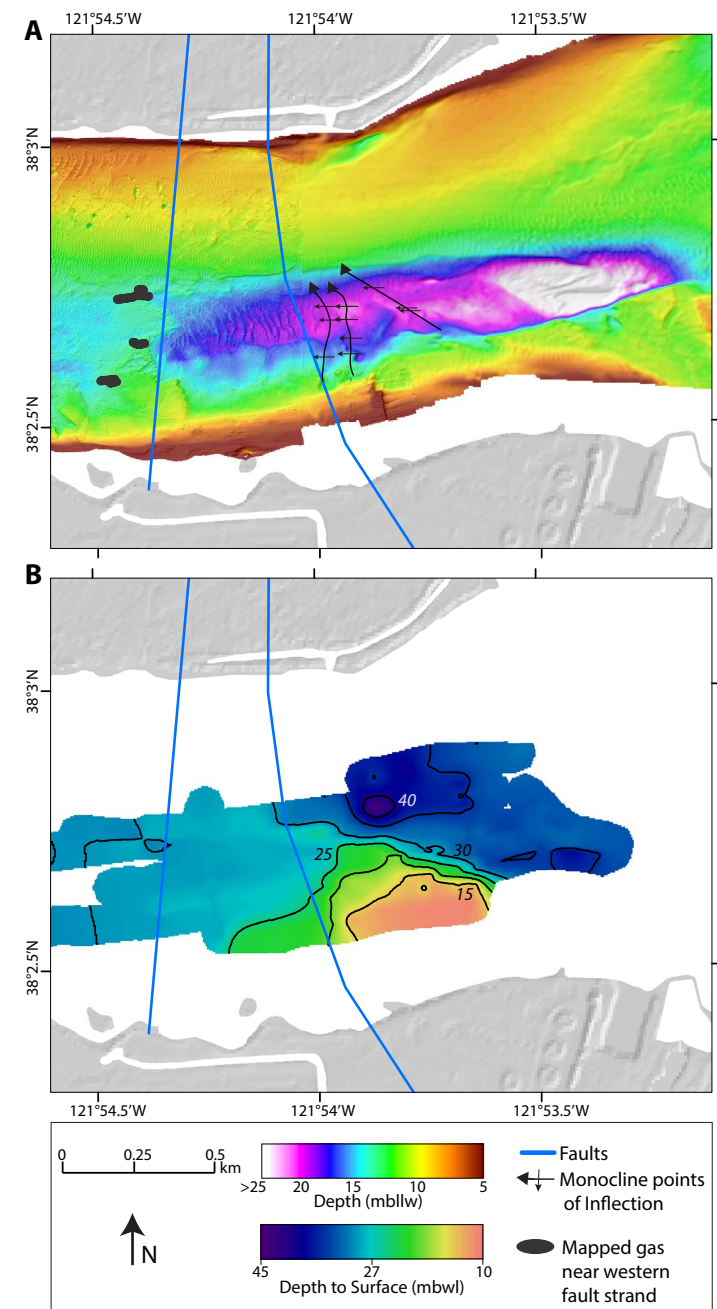 A
121°54.5'W 121°54'W 121°53.5'W
38°3'N
38°2.5'N
B
38°3'N
40
30
25
15
38°2.5'N
121°54.5'W 121°54'W 121°53.5'W
0 0.25 0.5 km
N
>25 20 15 10 5
Depth (mbllw)
45 27 10
Depth to Surface (mbwl)
Faults
Monocline points
of Inflection
Mapped gas
near western
fault strand